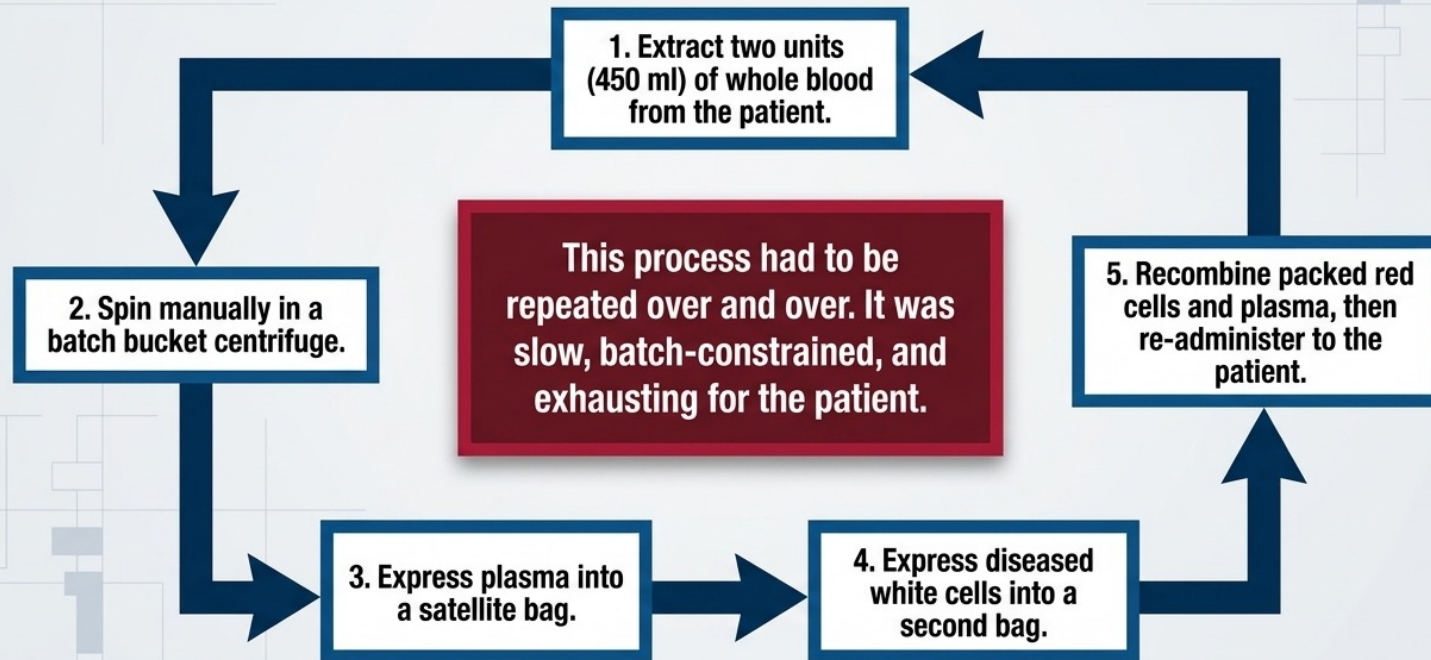 1. Extract two units
(450 ml) of whole blood
from the patient.
2. Spin manually in a
batch bucket centrifuge.
This process had to be
repeated over and over. It was
slow, batch-constrained, and
exhausting for the patient.
3. Express plasma into
a satellite bag.
4. Express diseased
white cells into a
second bag.
5. Recombine packed red
cells and plasma, then
re-administer to the
patient.